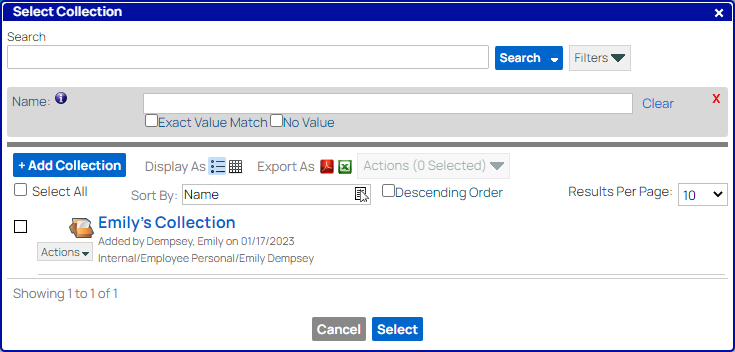 Select Collection
Search
Search
Filters
Name:
Clear
X
Exact Value Match
No Value
+ Add Collection
Display As
Export As
Actions (0 Selected)
Select All
Sort By:
Name
Descending Order
Results Per Page:
10
Emily's Collection
Added by Dempsey, Emily on 01/17/2023
Actions
Internal/Employee Personal/Emily Dempsey
Showing 1 to 1 of 1
Cancel
Select